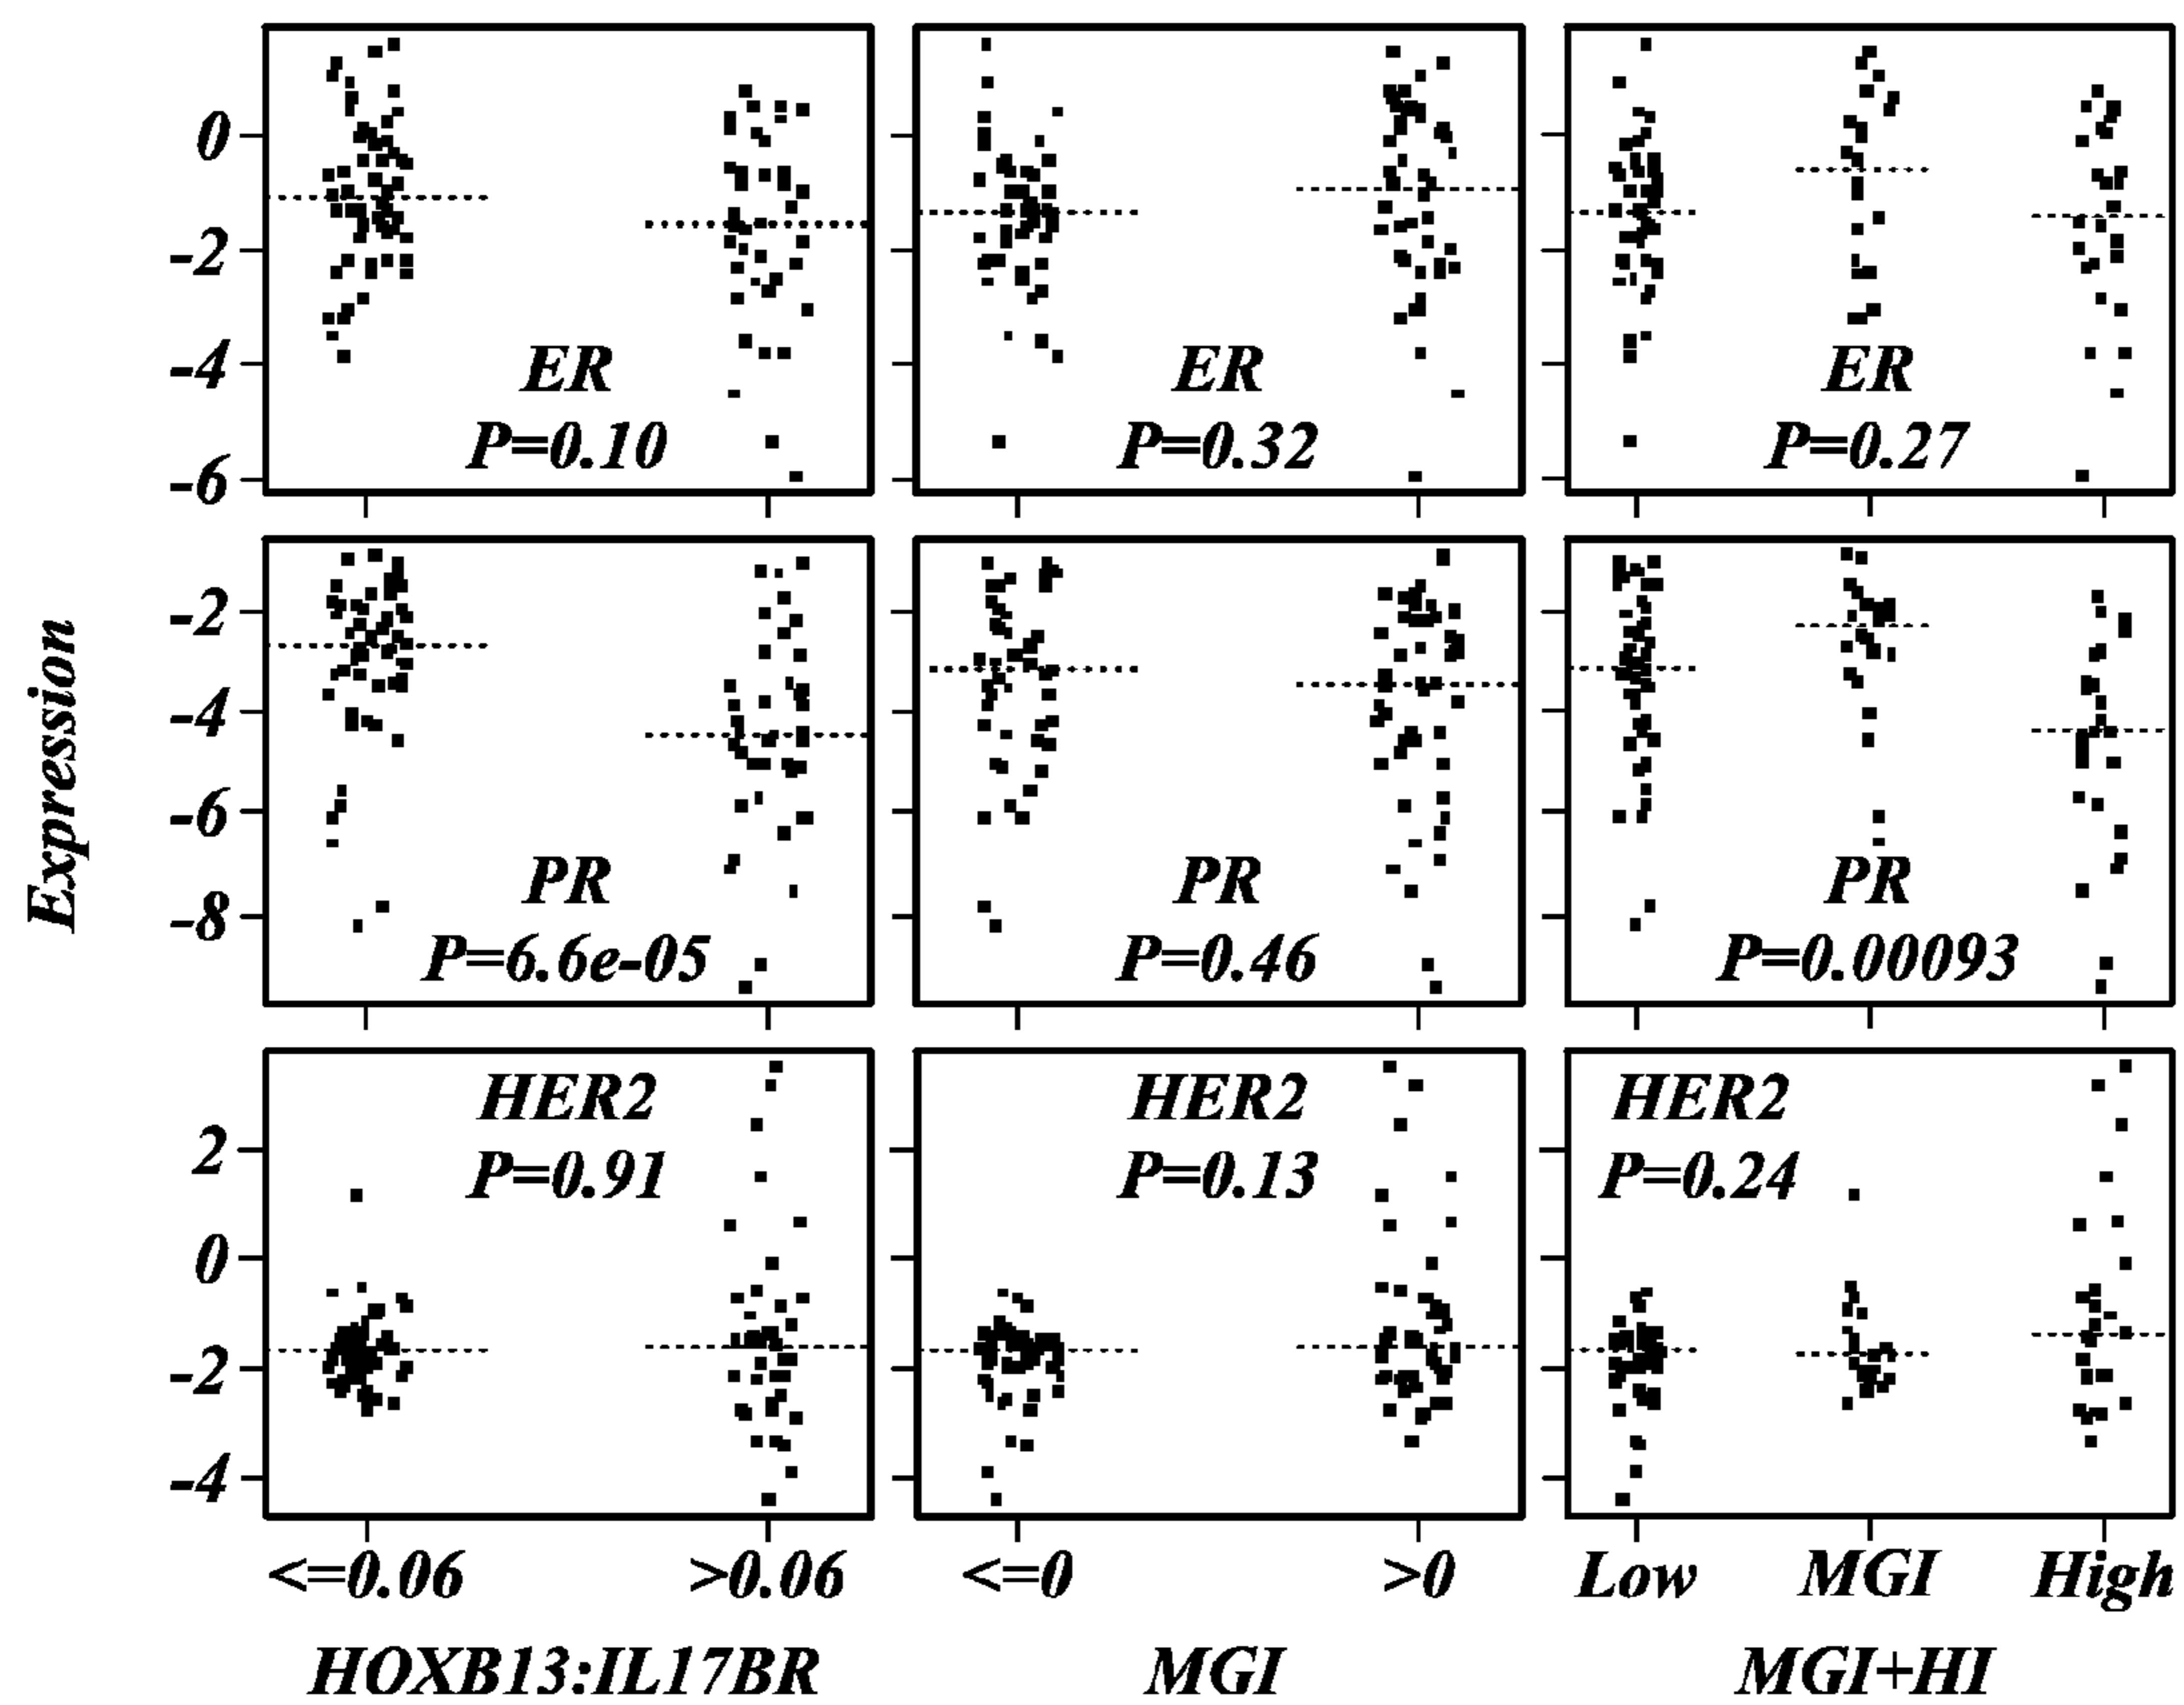 Expression
0
-2
-4
-6
ER
P=0.10
ER
P=0.32
ER
P=0.27
-2
-4
-6
-8
PR
P=6.6e-05
PR
P=0.46
PR
P=0.00093
2
0
-2
-4
HER2
P=0.91
HER2
P=0.13
HER2
P=0.24
<=0.06 >0.06 <=0 >0 Low MGI High
HOXB13:IL17BR MGI MGI+HI